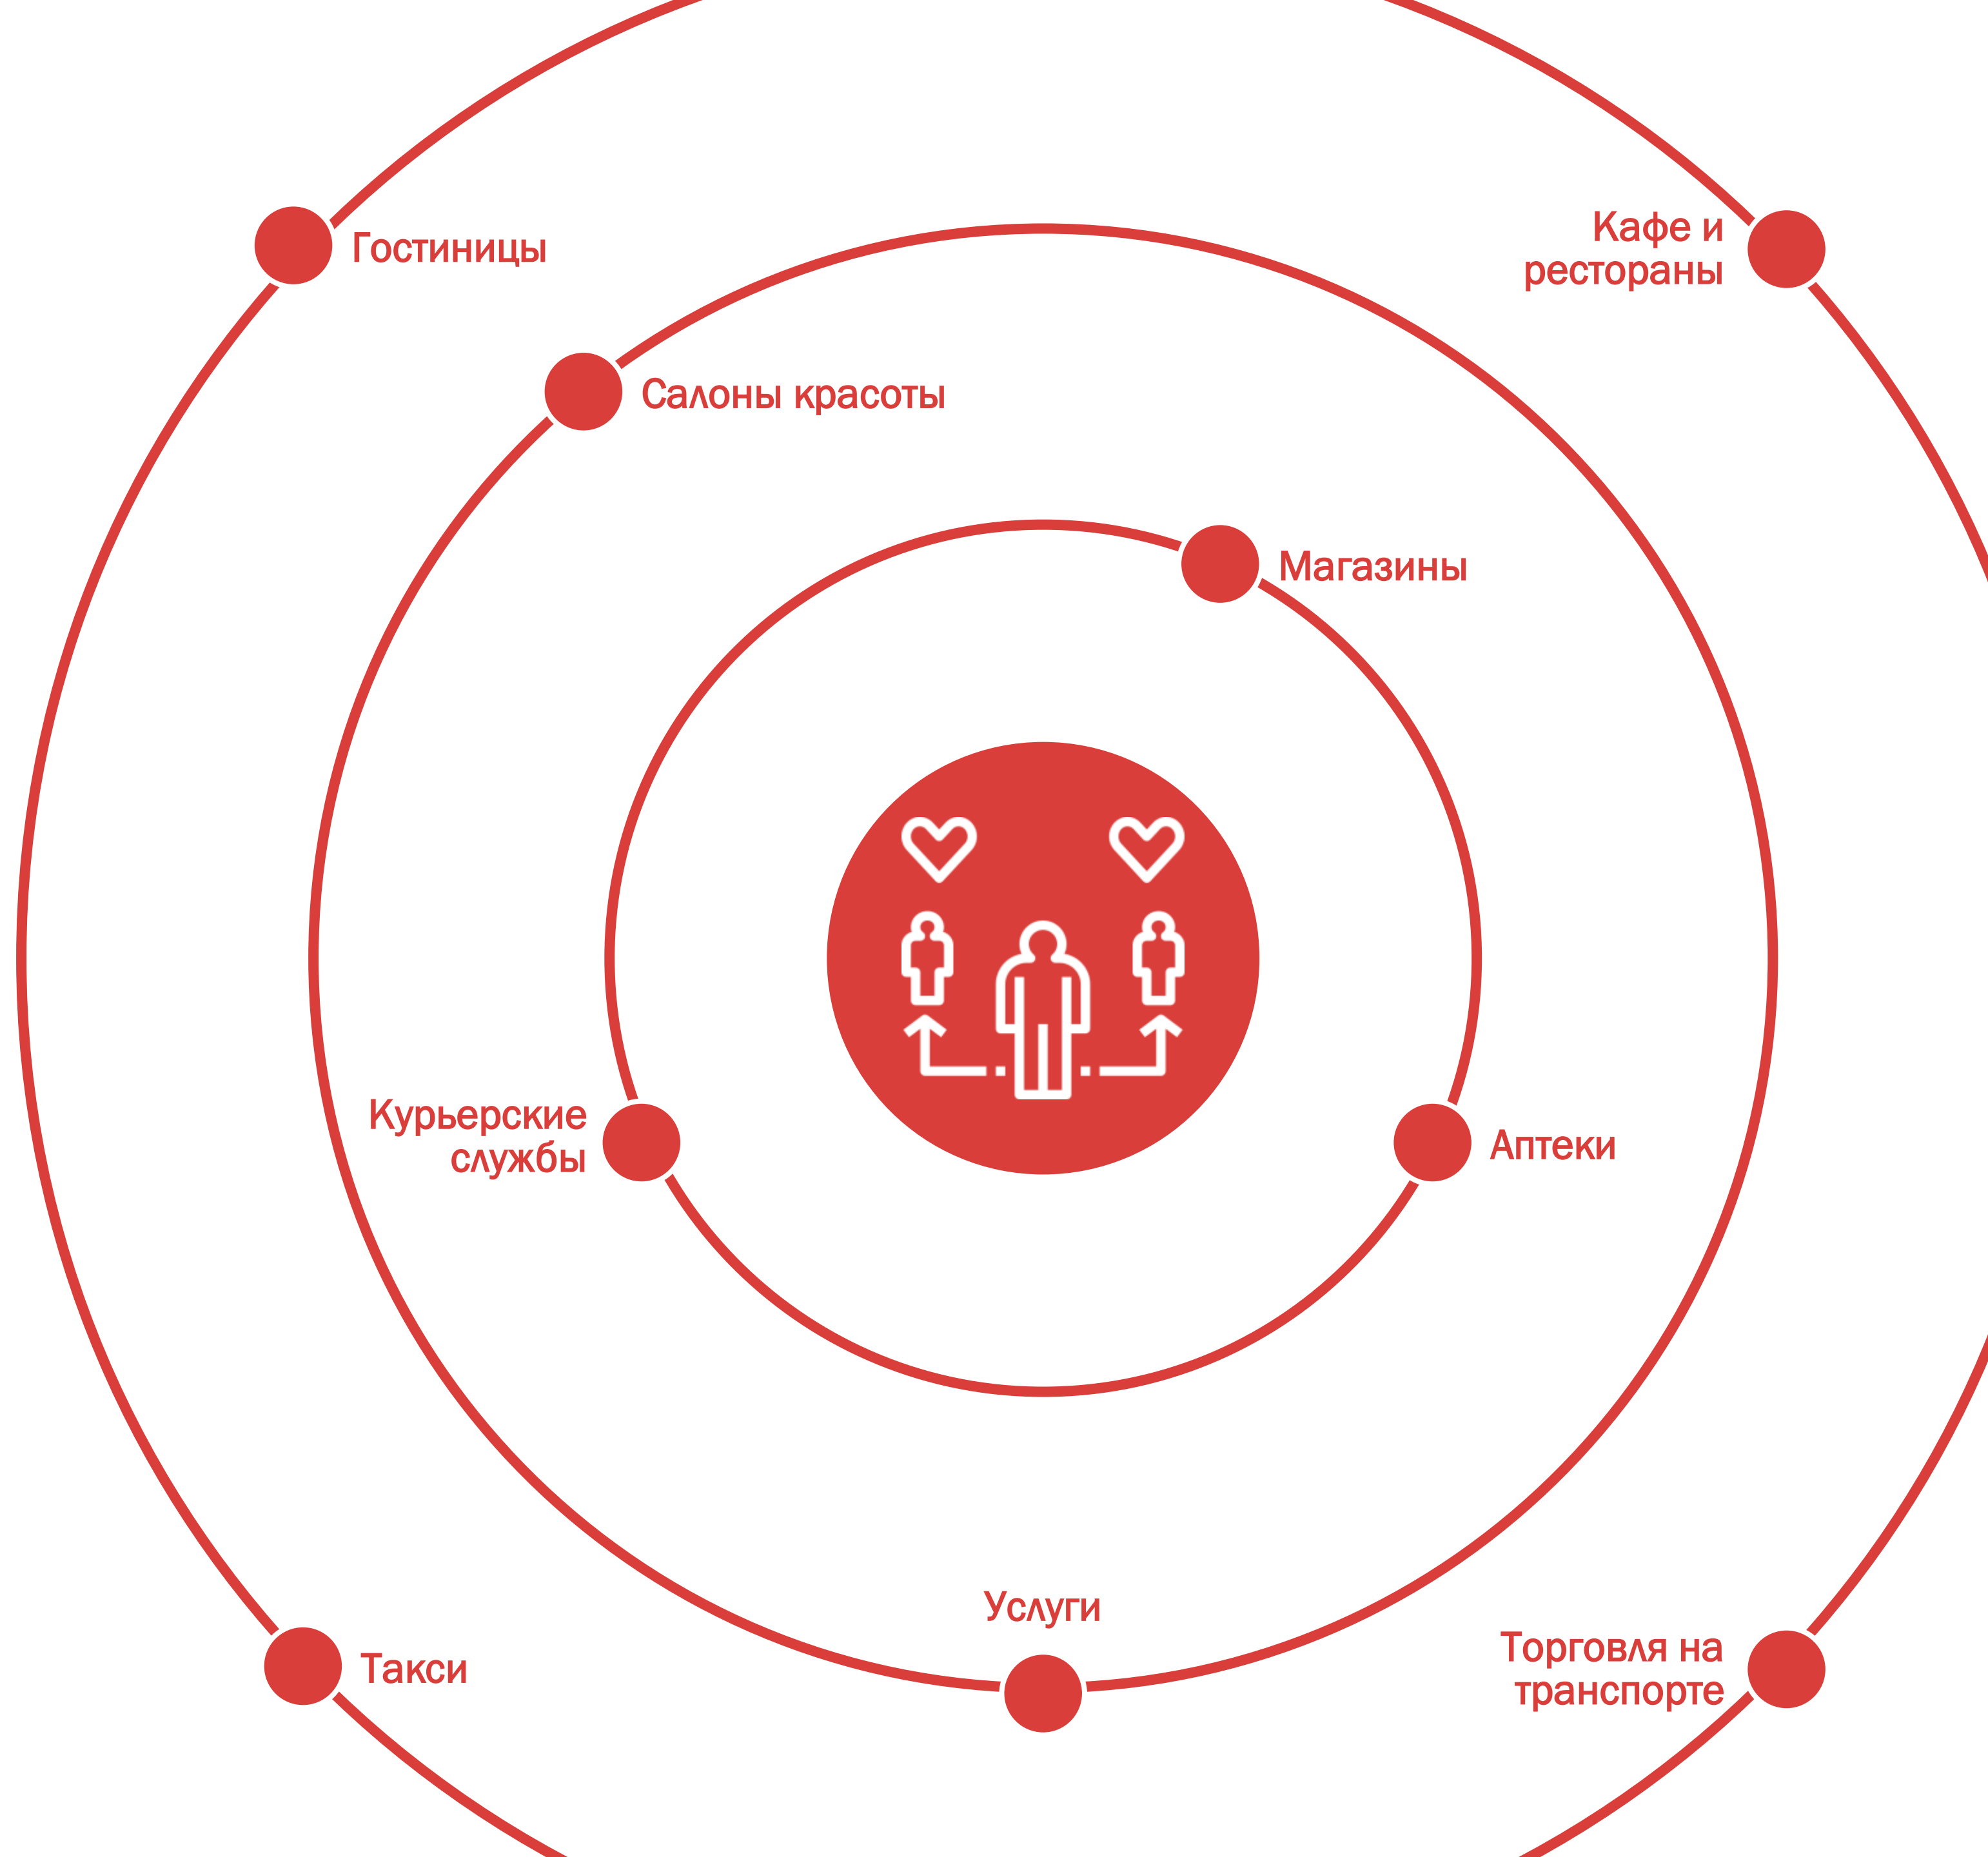 Гостиницы
Кафе и
рестораны
Салоны красоты
Магазины
Курьерские
службы
Аптеки
Услуги
Такси
Торговля на
транспорте